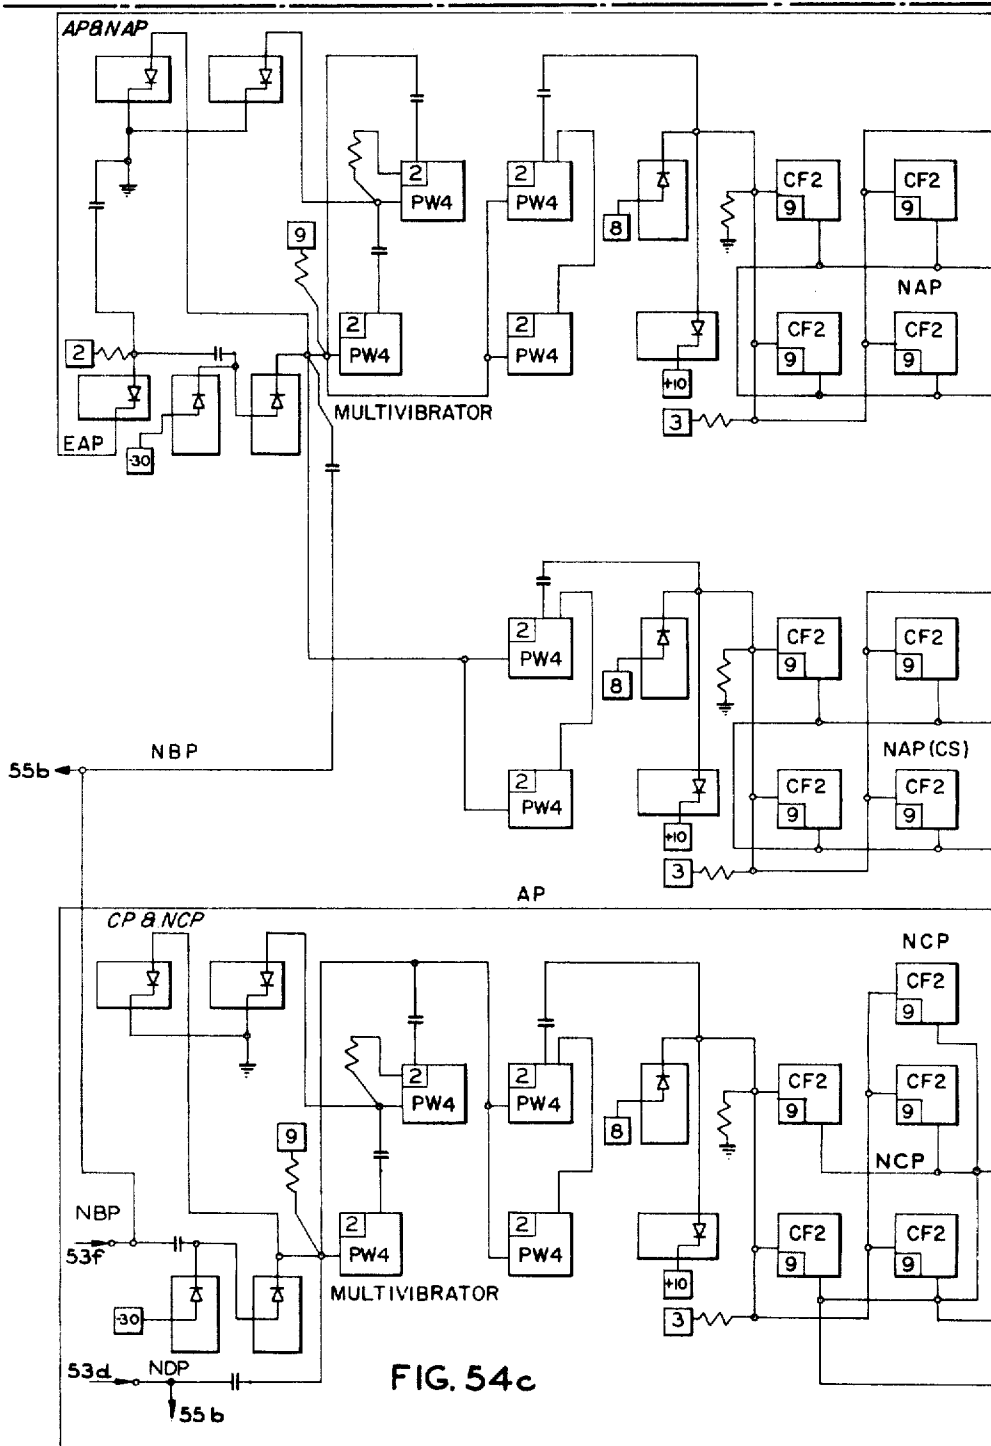 AP&NAP
2
PW4
2
PW4
CF2
9
CF2
9
8
9
NAP
2
PW4
2
PW4
CF2
9
CF2
9
2
+10
MULTIVIBRATOR
3
EAP
-30
2
PW4
CF2
9
CF2
9
8
NBP
NAP(CS)
55b
2
PW4
CF2
9
CF2
9
+10
3
AP
CP & NCP
NCP
CF2
9
2
PW4
2
PW4
CF2
9
CF2
9
8
9
NCP
NBP
2
PW4
2
PW4
CF2
9
CF2
9
53f
+10
MULTIVIBRATOR
-30
3
53d
NDP
FIG. 54c
55b